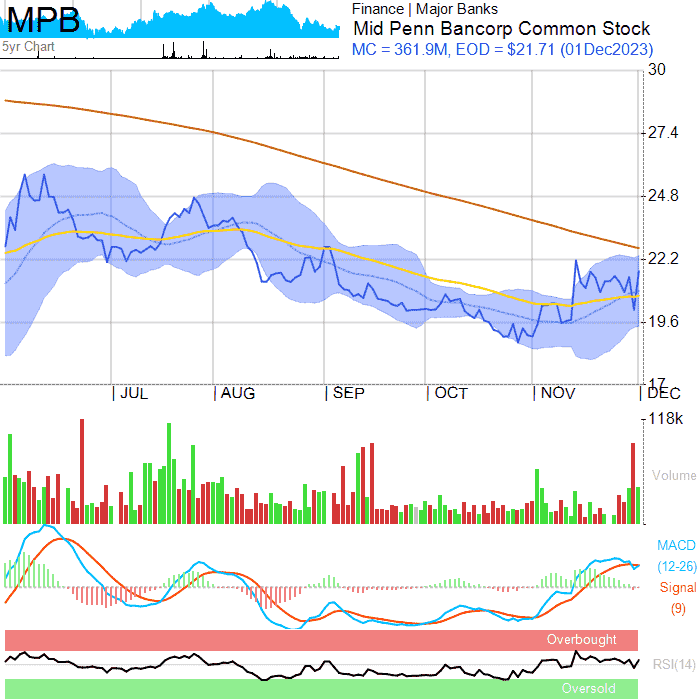 MPB
5yr Chart
Finance | Major Banks
Mid Penn Bancorp Common Stock
MC = 361.9M, EOD = $21.71 (01Dec2023)
30
27.4
24.8
22.2
19.6
17
JUL AUG SEP OCT NOV DEC
118k
Volume
MACD
(12-26)
Signal
(9)
Overbought
RSI(14)
Oversold